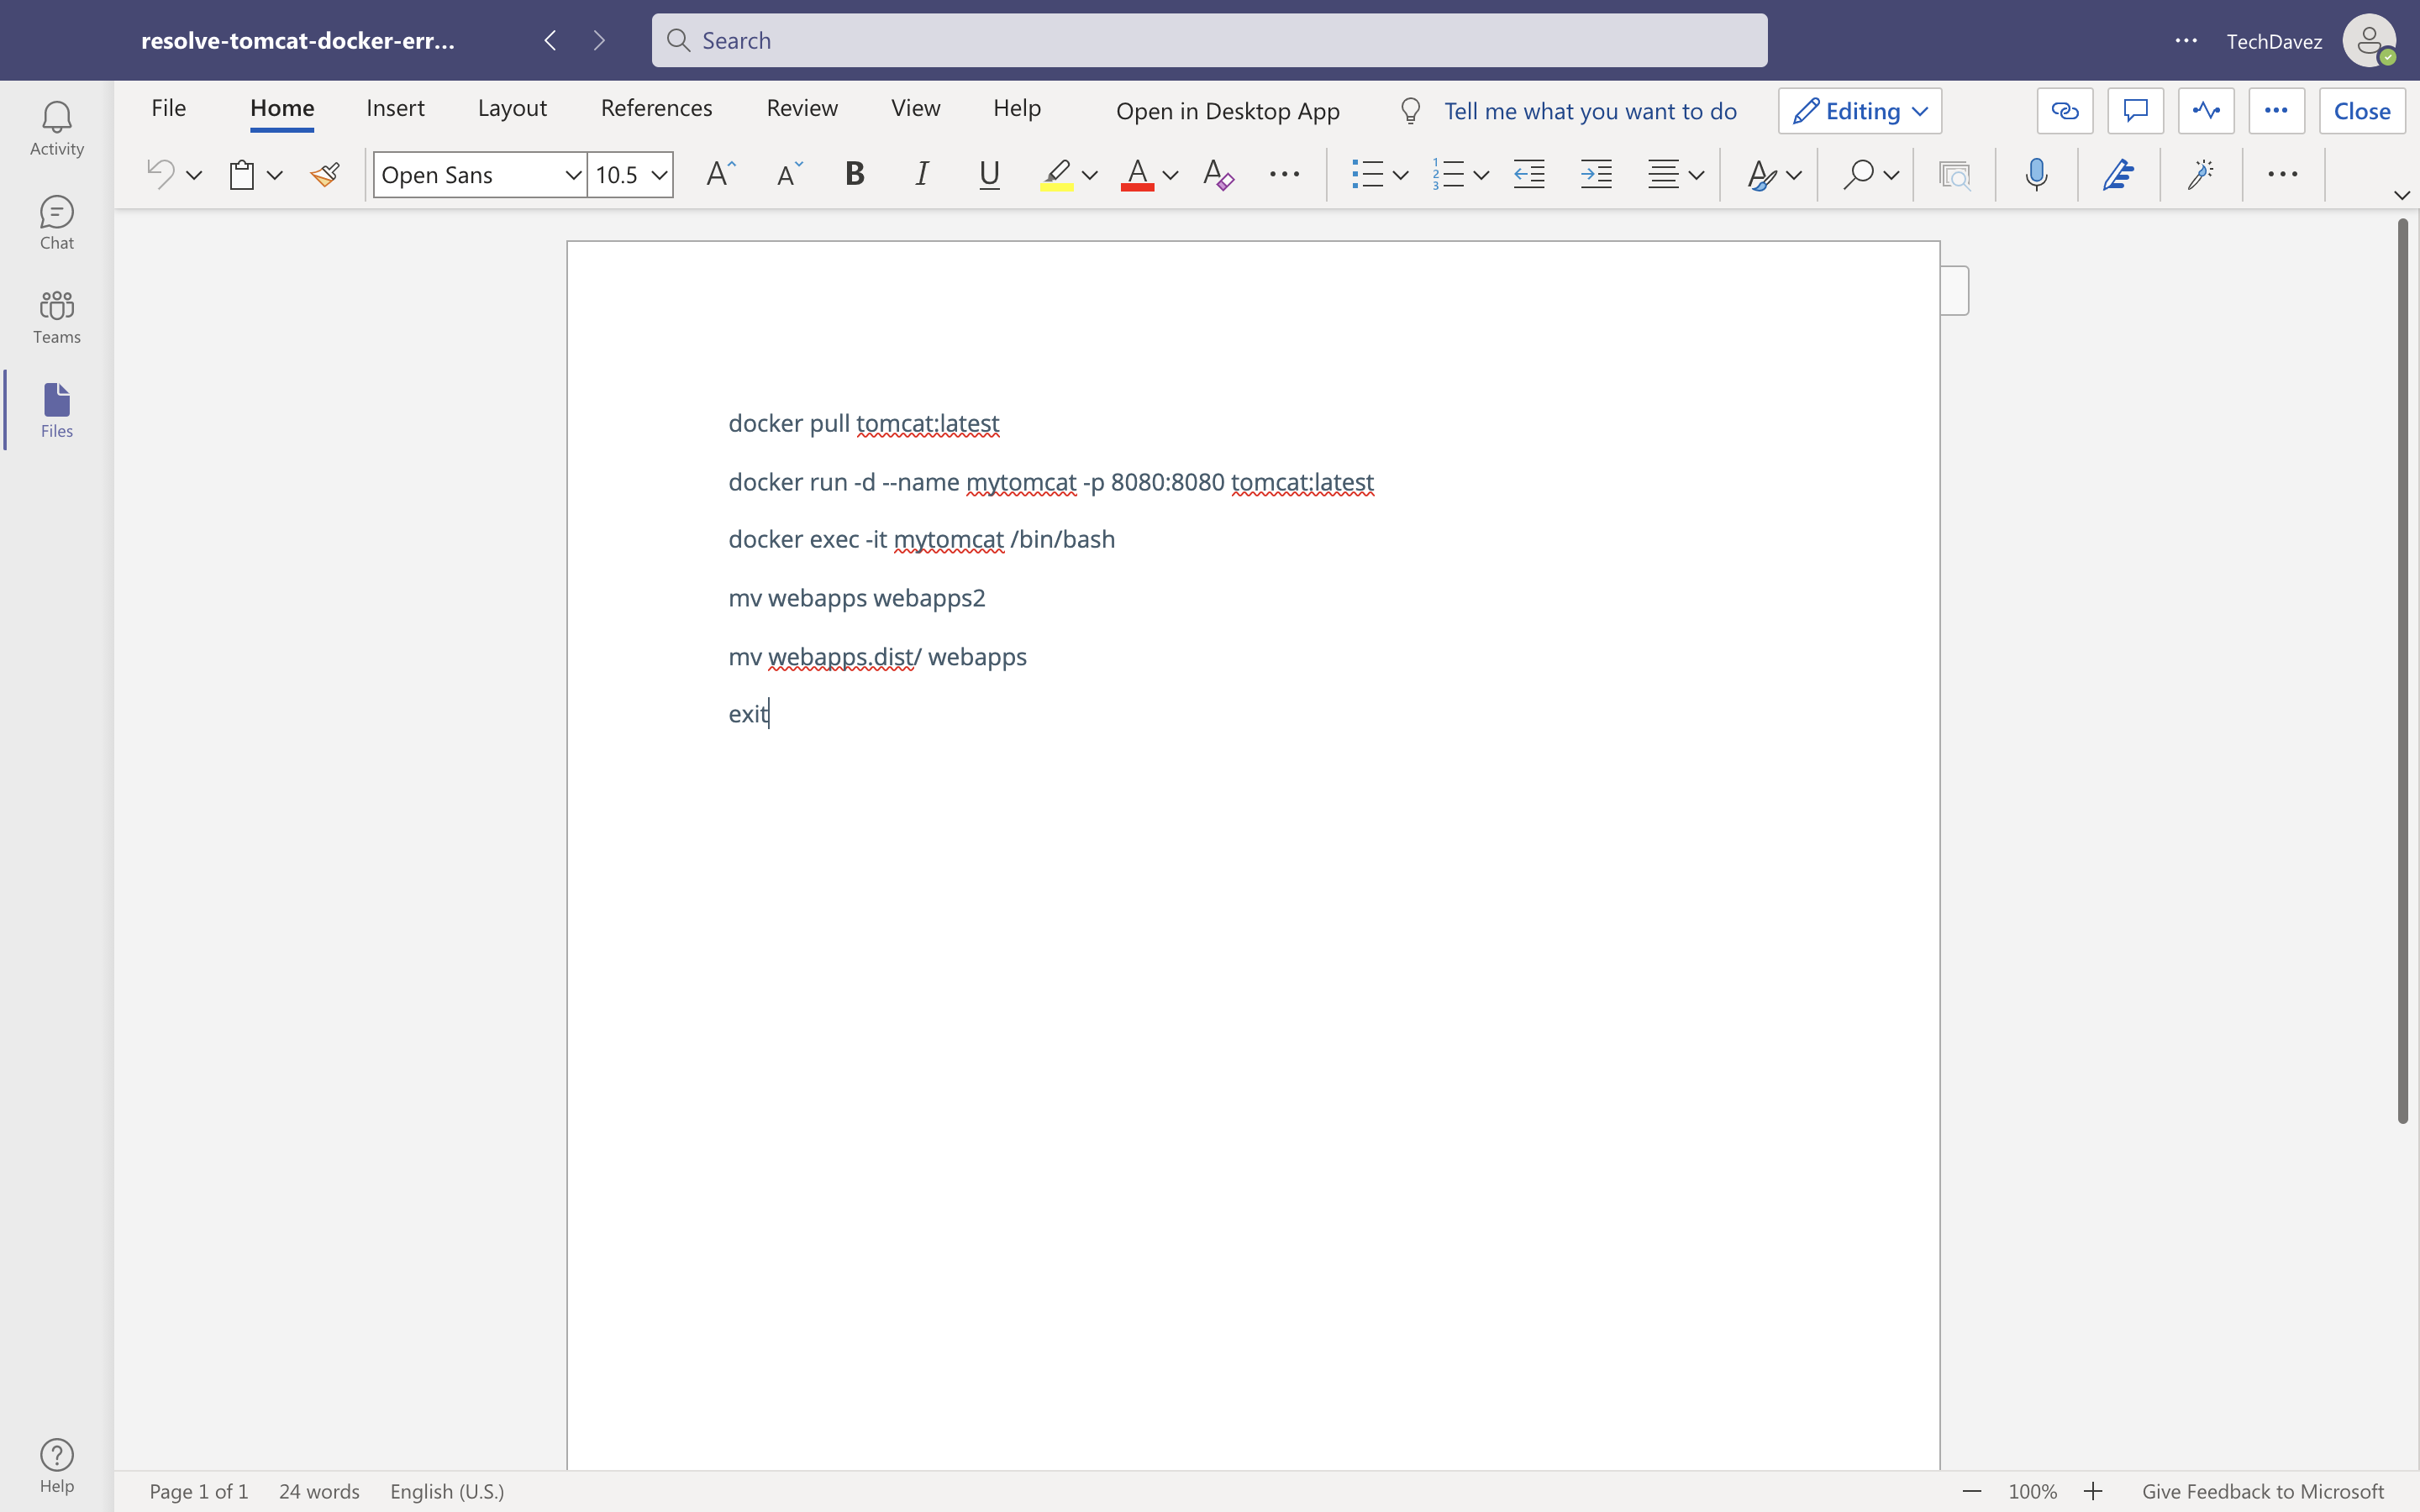 resolve-tomcat-docker-err...
Search
TechDavez
File Home Insert Layout References Review View Help Open in Desktop App Tell me what you want to do Editing Close
Open Sans 10.5
Activity
Chat
Teams
Files
docker pull tomcat:latest
docker run -d --name mytomcat -p 8080:8080 tomcat:latest
docker exec -it mytomcat /bin/bash
mv webapps webapps2
mv webapps.dist/ webapps
exit
Help
Page 1 of 1 24 words English (U.S.) 100% Give Feedback to Microsoft